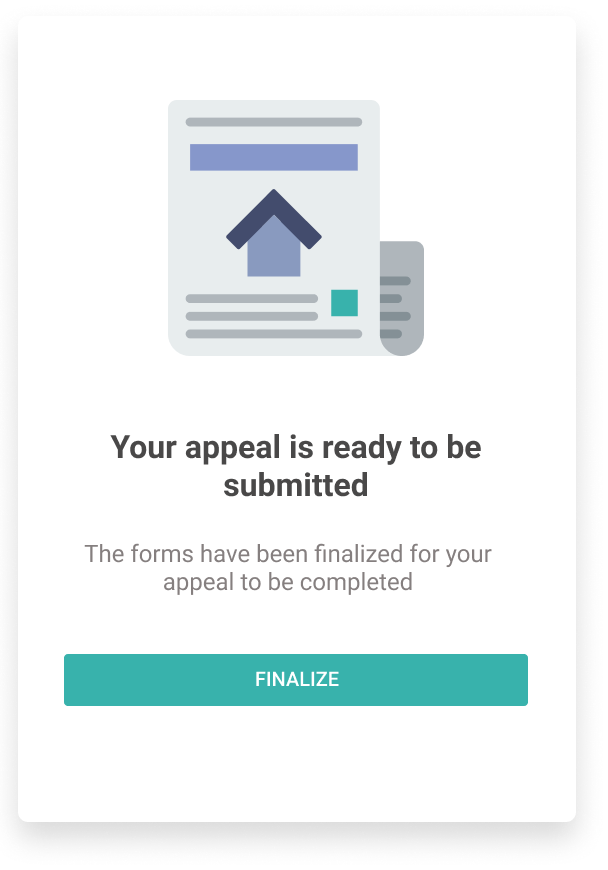 Your appeal is ready to be
submitted
The forms have been finalized for your
appeal to be completed
FINALIZE